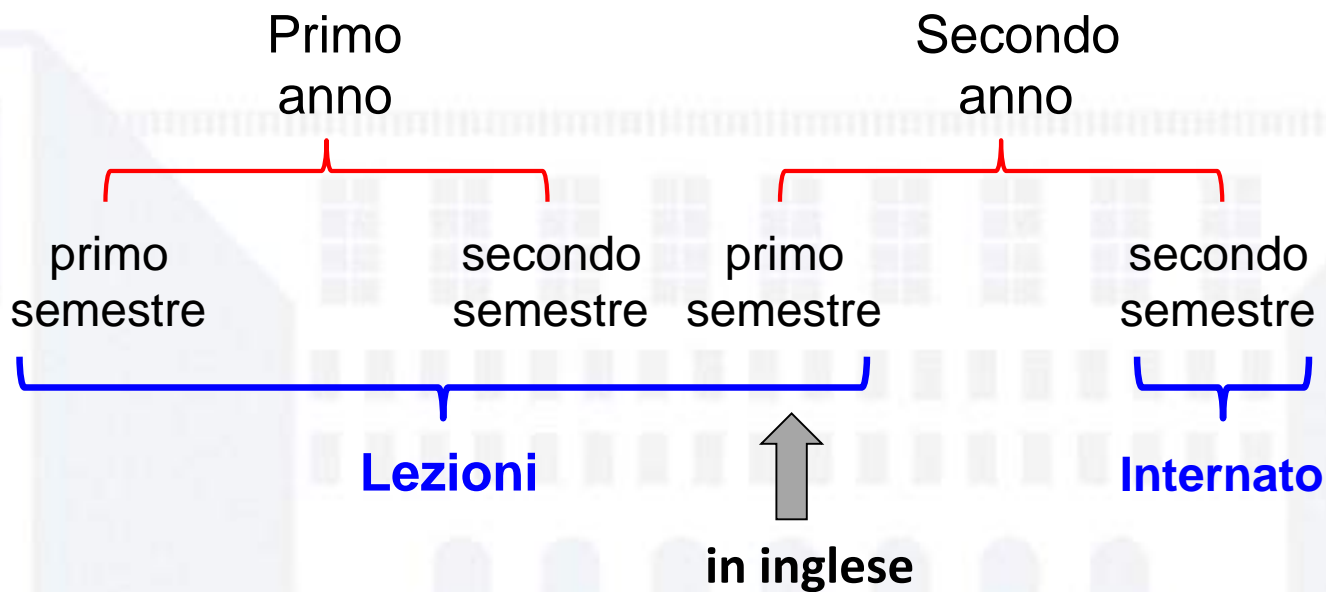 Primo
anno
Secondo
anno
primo
semestre
secondo
semestre
primo
semestre
secondo
semestre
Lezioni
Internato
in inglese